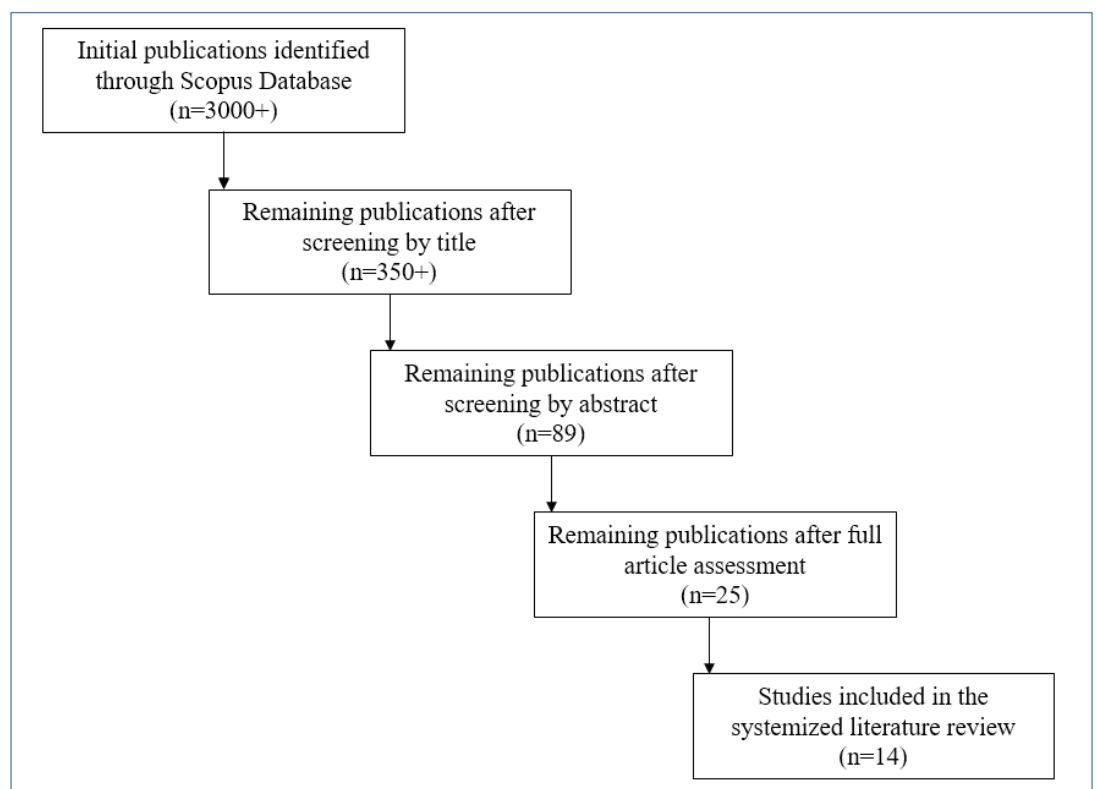 Initial publications identified
through Scopus Database
(n=3000+)
Remaining publications after
screening by title
(n=350+)
Remaining publications after
screening by abstract
(n=89)
Remaining publications after full
article assessment
(n=25)
Studies included in the
systemized literature review
(n=14)